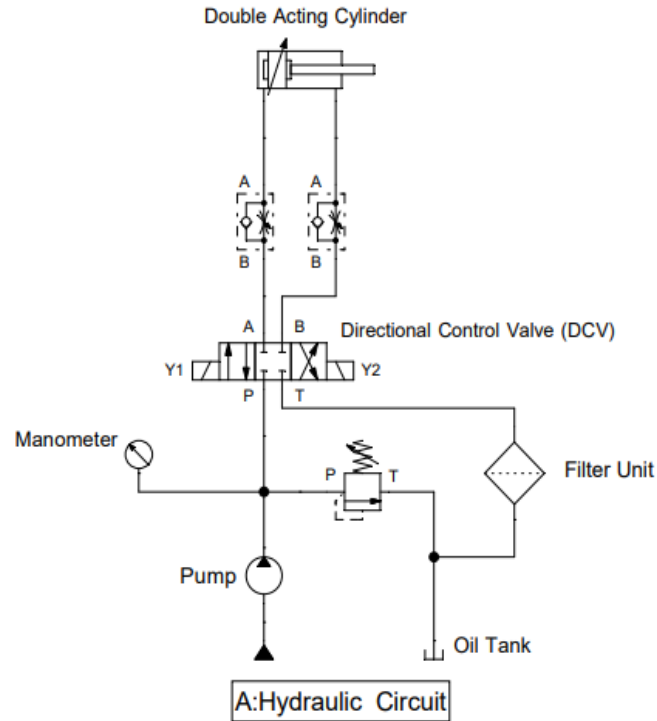 Double Acting Cylinder
A A
B B
A B
Directional Control Valve (DCV)
Y1 Y2
P T
Manometer
P T
Filter Unit
Pump
Oil Tank
A:Hydraulic Circuit